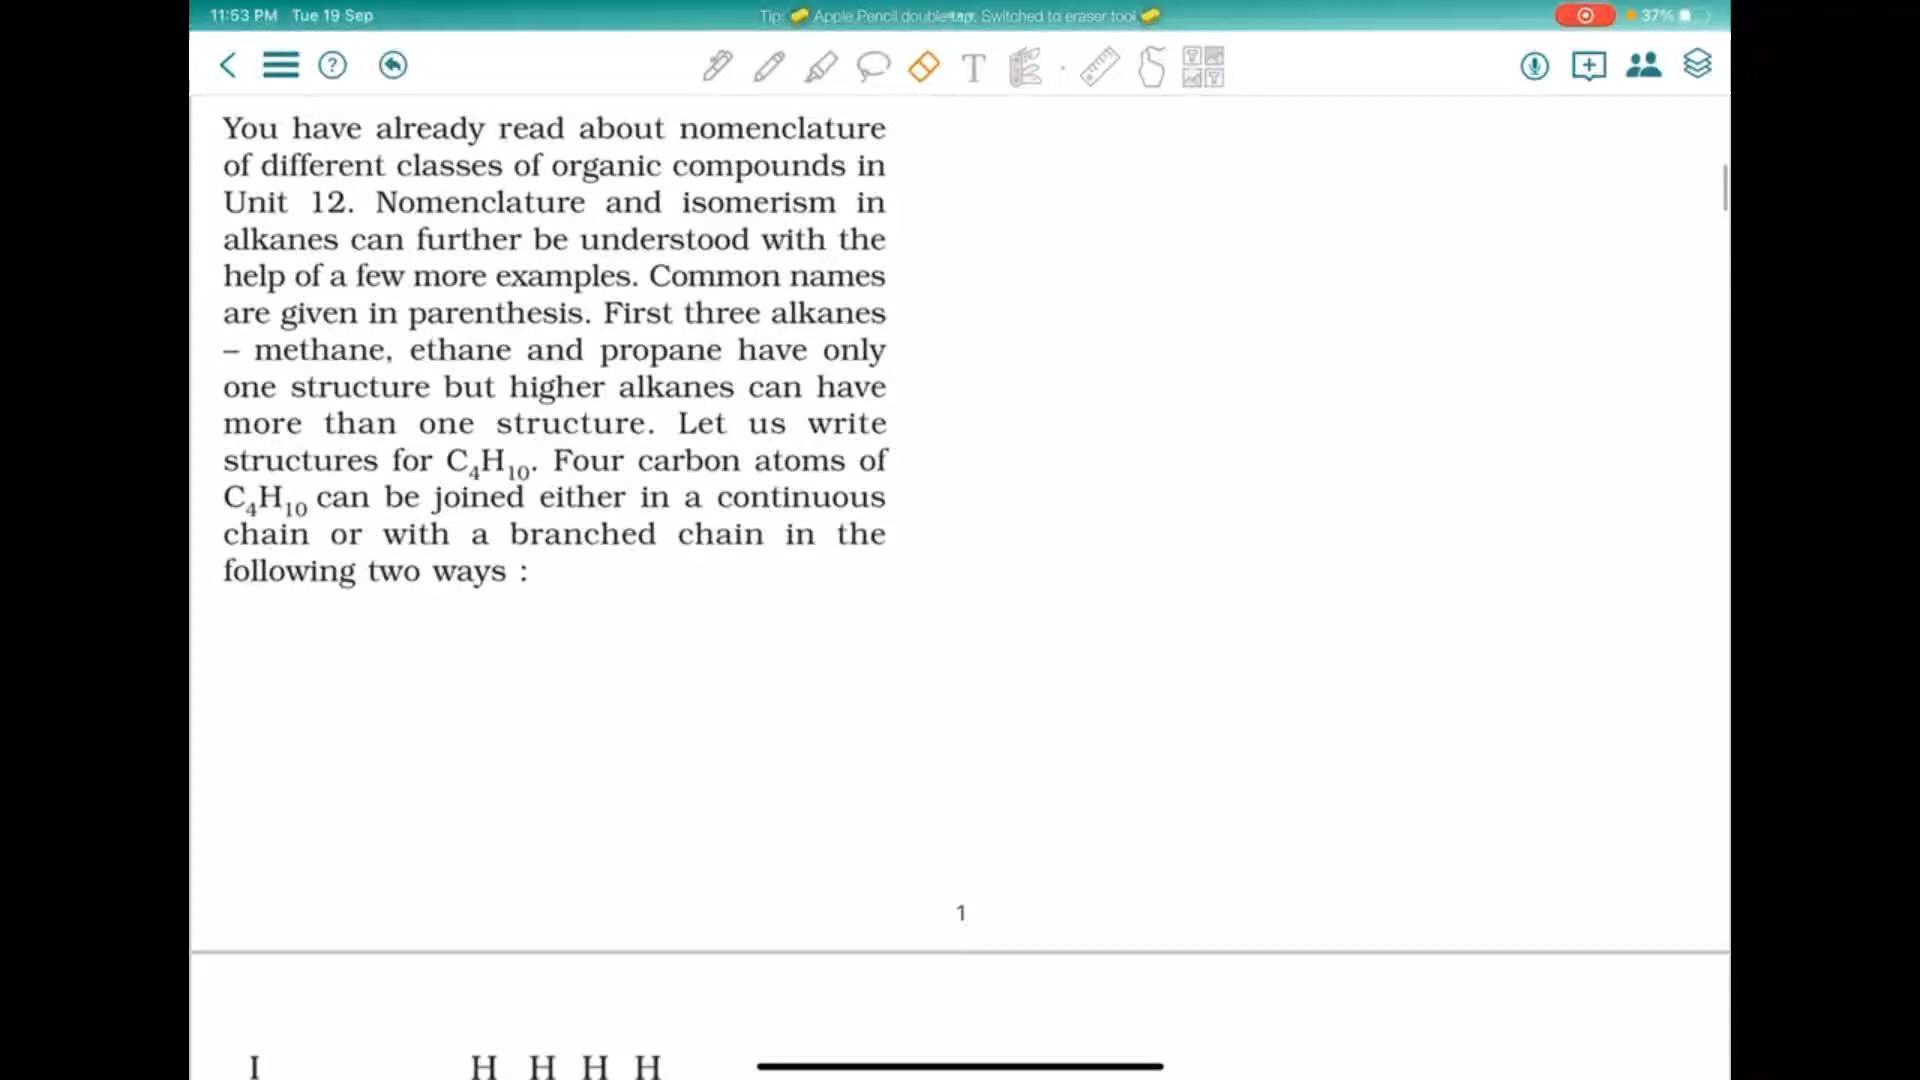 11:53 PM Tue 19 Sep
Tip: Apple Pencil double-tap. Switched to eraser tool
37%
You have already read about nomenclature
of different classes of organic compounds in
Unit 12. Nomenclature and isomerism in
alkanes can further be understood with the
help of a few more examples. Common names
are given in parenthesis. First three alkanes
– methane, ethane and propane have only
one structure but higher alkanes can have
more than one structure. Let us write
structures for C₄H₁₀. Four carbon atoms of
C₄H₁₀ can be joined either in a continuous
chain or with a branched chain in the
following two ways :
1
I H H H H